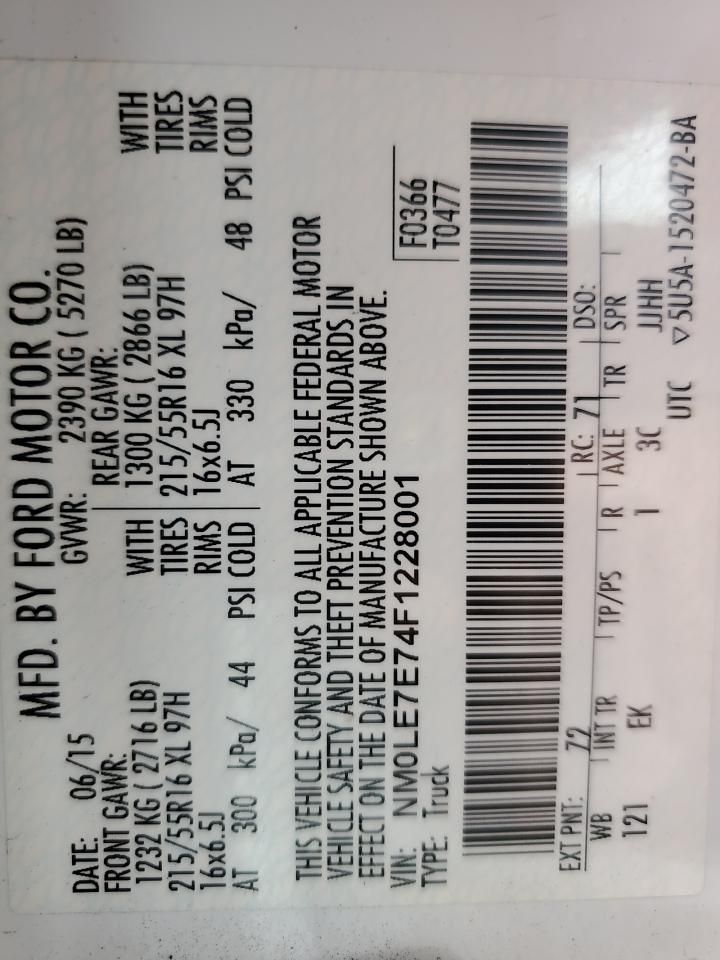 MFD. BY FORD MOTOR CO.
DATE: 06/15 GVWR: 2390 KG ( 5270 LB)
FRONT GAWR: REAR GAWR:
1232 KG ( 2716 LB) WITH 1300 KG ( 2866 LB) WITH
215/55R16 XL 97H TIRES 215/55R16 XL 97H TIRES
16x6.5J RIMS 16x6.5J RIMS
AT 300 kPa/ 44 PSI COLD AT 330 kPa/ 48 PSI COLD
THIS VEHICLE CONFORMS TO ALL APPLICABLE FEDERAL MOTOR
VEHICLE SAFETY AND THEFT PREVENTION STANDARDS IN
EFFECT ON THE DATE OF MANUFACTURE SHOWN ABOVE.
VIN: NM0LE7E74F1228001 F0366
TYPE: Truck T0477
EXT PNT: 72 RC: 71 DSO:
WB INT TR TP/PS R AXLE TR SPR
121 EK 1 3C JJHH
UTC ▽5U5A-1520472-BA